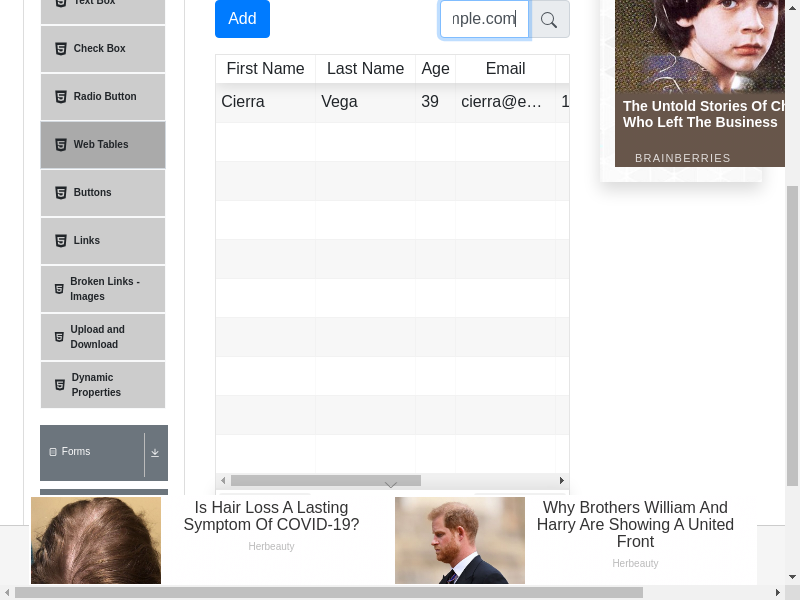 Text Box
Check Box
Radio Button
Web Tables
Buttons
Links
Broken Links -
Images
Upload and
Download
Dynamic
Properties
Forms
Add
mple.com
First Name Last Name Age Email
Cierra Vega 39 cierra@e... 1
The Untold Stories Of Ch
Who Left The Business
BRAINBERRIES
Is Hair Loss A Lasting
Symptom Of COVID-19?
Herbeauty
Why Brothers William And
Harry Are Showing A United
Front
Herbeauty